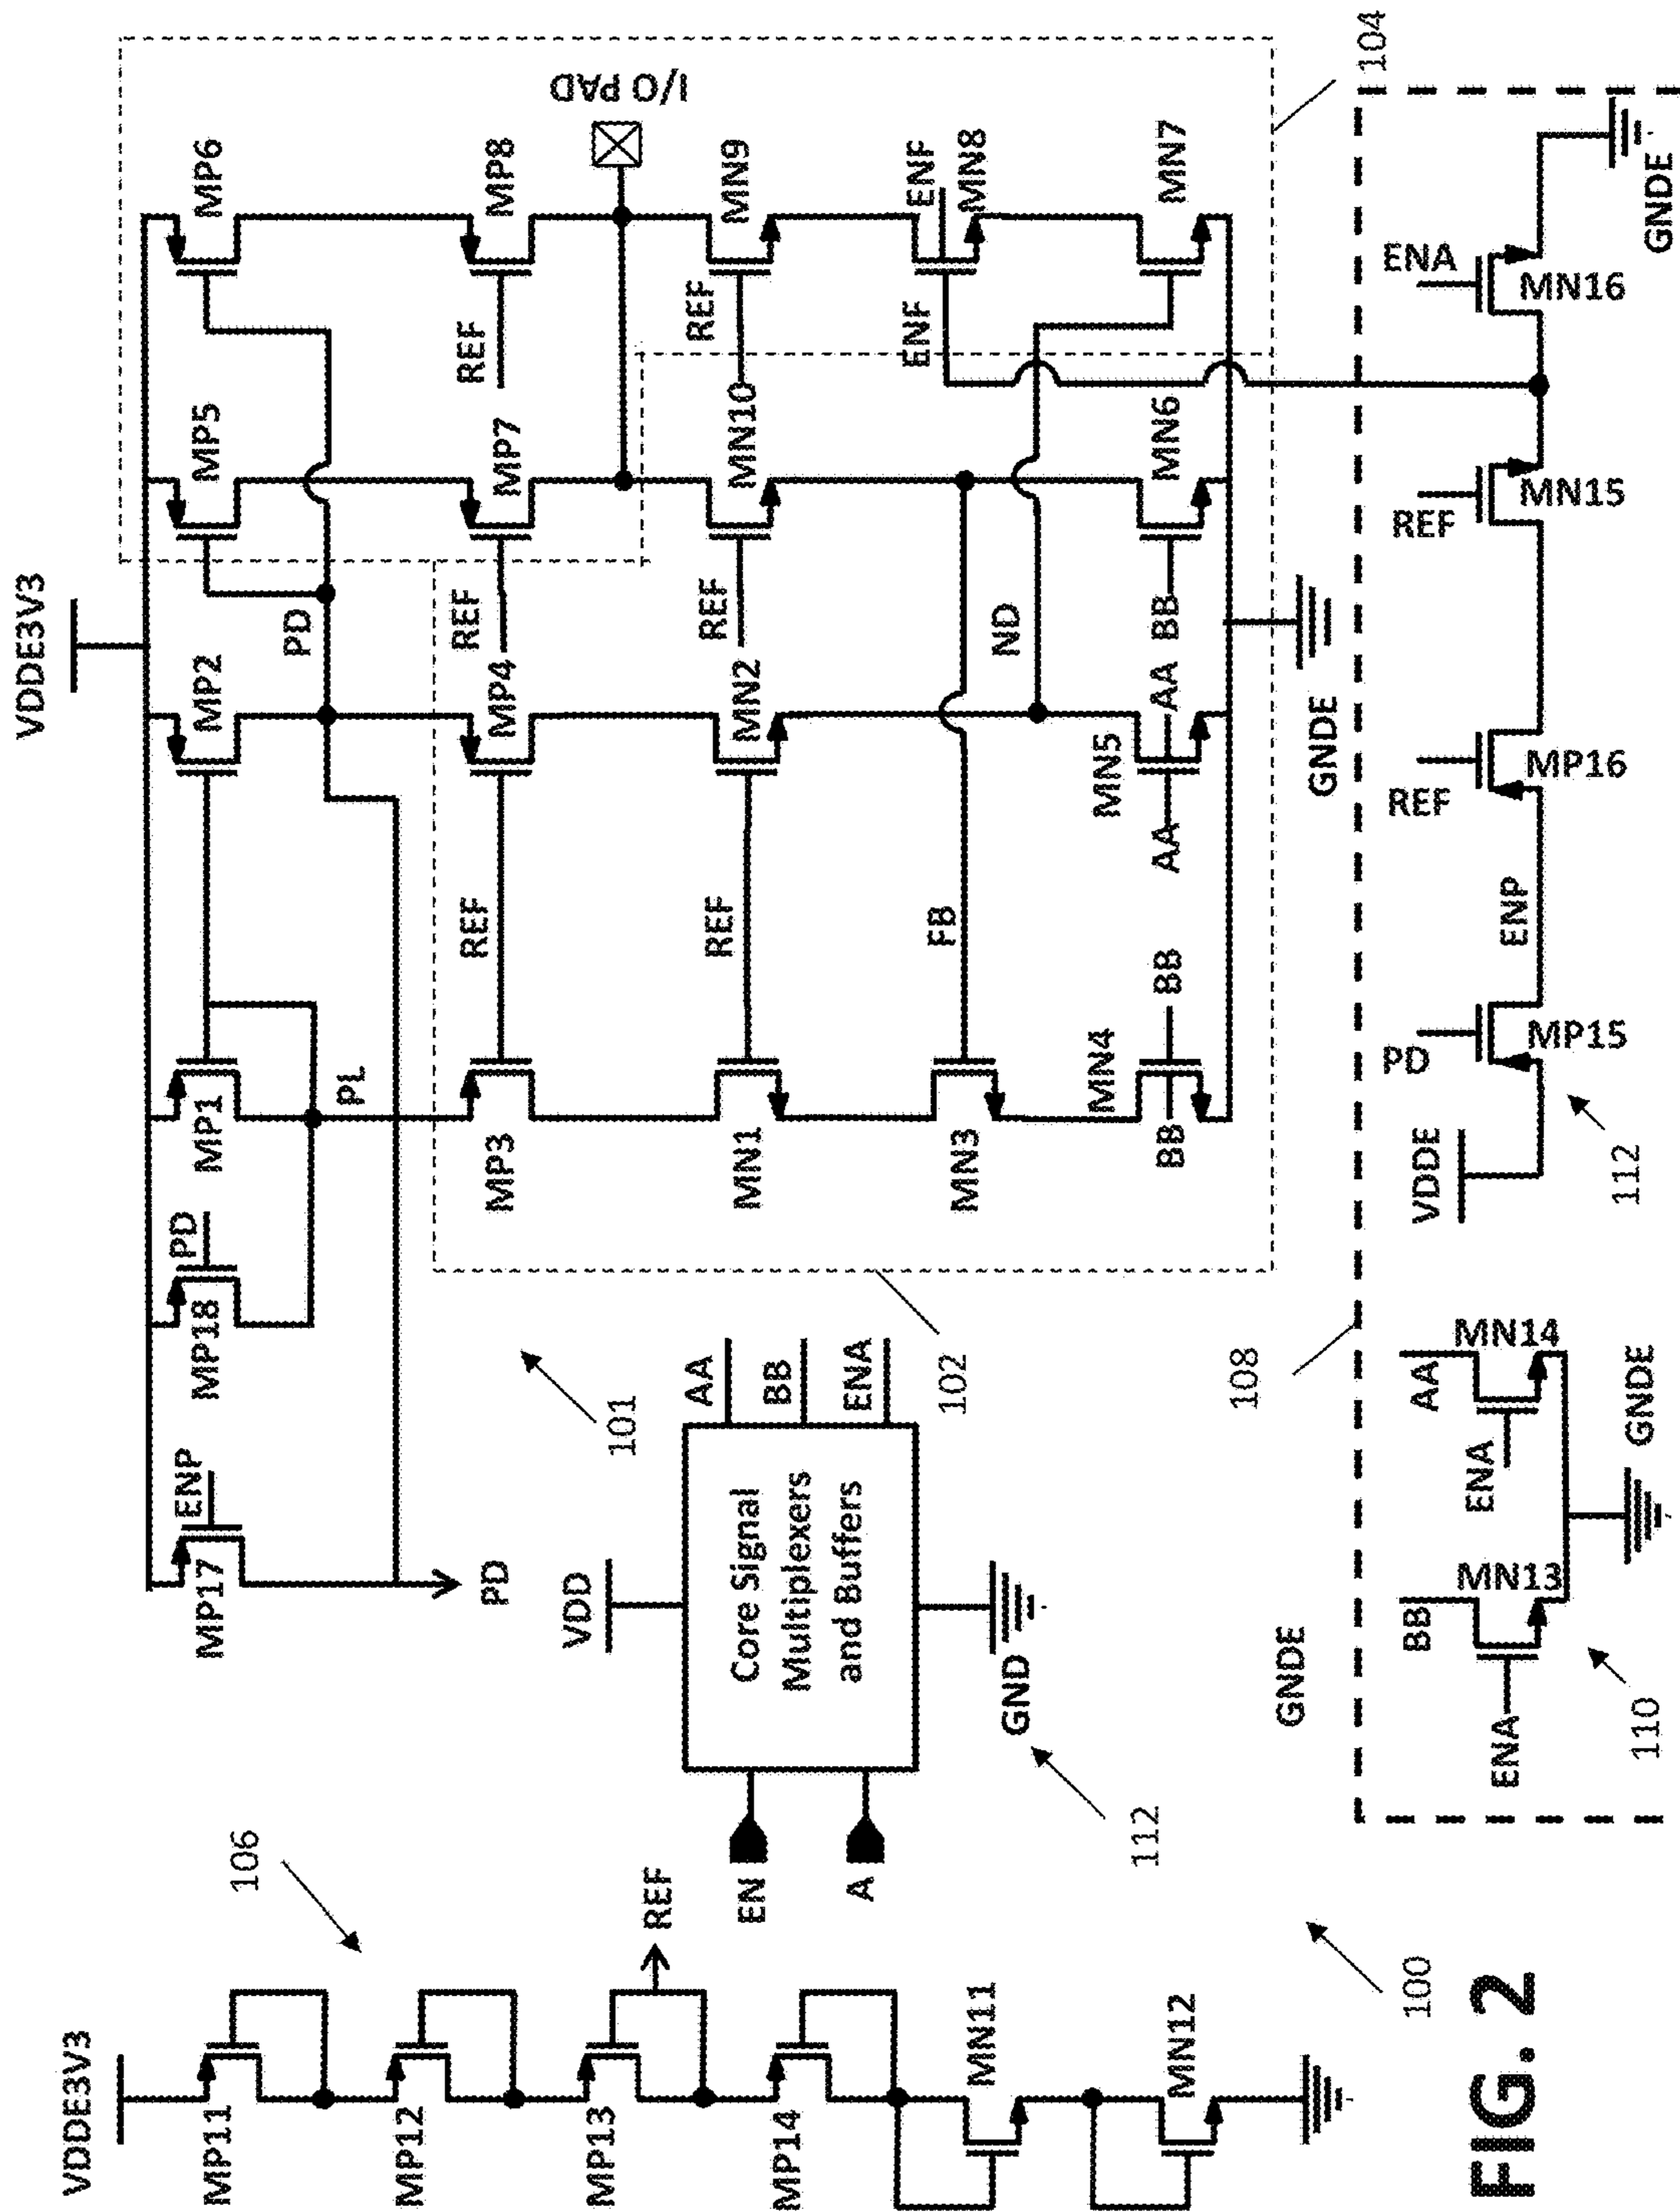 VDDE3V3
MP11
MP12
MP13
MP14
MN11
MN12
REF
106
EN
A
Core Signal
Multiplexers
and Buffers
VDD
GND
112
AA
BB
ENA
100
101
102
VDDE3V3
MP17
ENP
PD
MP18
PD
MP1
PL
MP2
PD
MP5
MP6
MP3
REF
MP4
REF
MP7
REF
MP8
I/O PAD
MN1
REF
MN2
REF
MN10
REF
MN9
MN3
FB
ND
ENF
ENF
MN8
MN4
BB
BB
MN5
AA
AA
BB
MN6
MN7
GNDE
104
GNDE
108
BB
AA
ENA
MN13
ENA
MN14
GNDE
110
VDDE
PD
MP15
112
ENP
REF
MP16
REF
MN15
ENA
MN16
GNDE
FIG. 2